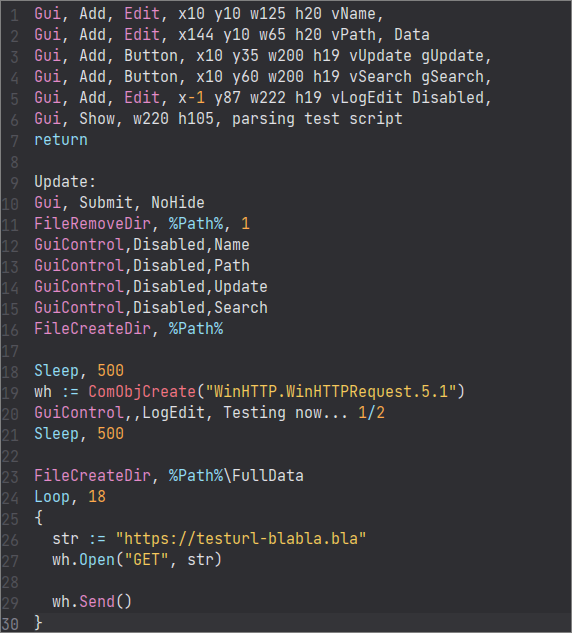 1 Gui, Add, Edit, x10 y10 w125 h20 vName,
2 Gui, Add, Edit, x144 y10 w65 h20 vPath, Data
3 Gui, Add, Button, x10 y35 w200 h19 vUpdate gUpdate,
4 Gui, Add, Button, x10 y60 w200 h19 vSearch gSearch,
5 Gui, Add, Edit, x-1 y87 w222 h19 vLogEdit Disabled,
6 Gui, Show, w220 h105, parsing test script
7 return
8
9 Update:
10 Gui, Submit, NoHide
11 FileRemoveDir, %Path%, 1
12 GuiControl,Disabled,Name
13 GuiControl,Disabled,Path
14 GuiControl,Disabled,Update
15 GuiControl,Disabled,Search
16 FileCreateDir, %Path%
17
18 Sleep, 500
19 wh := ComObjCreate("WinHTTP.WinHTTPRequest.5.1")
20 GuiControl,,LogEdit, Testing now... 1/2
21 Sleep, 500
22
23 FileCreateDir, %Path%\FullData
24 Loop, 18
25 {
26   str := "https://testurl-blabla.bla"
27   wh.Open("GET", str)
28
29   wh.Send()
30 }